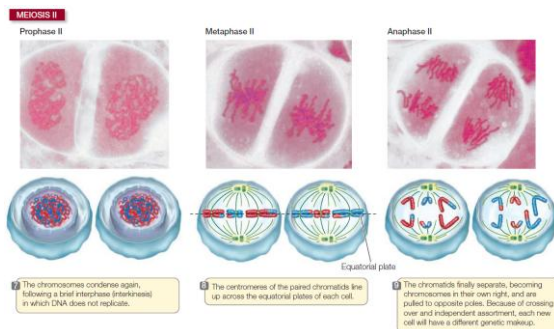 MEIOSIS II
Prophase II
Metaphase II
Anaphase II
Equatorial plate
7 The chromosomes condense again,
following a brief interphase (interkinesis)
in which DNA does not replicate.
8 The centromeres of the paired chromatids line
up across the equatorial plates of each cell.
9 The chromatids finally separate, becoming
chromosomes in their own right, and are
pulled to opposite poles. Because of crossing
over and independent assortment, each new
cell will have a different genetic makeup.